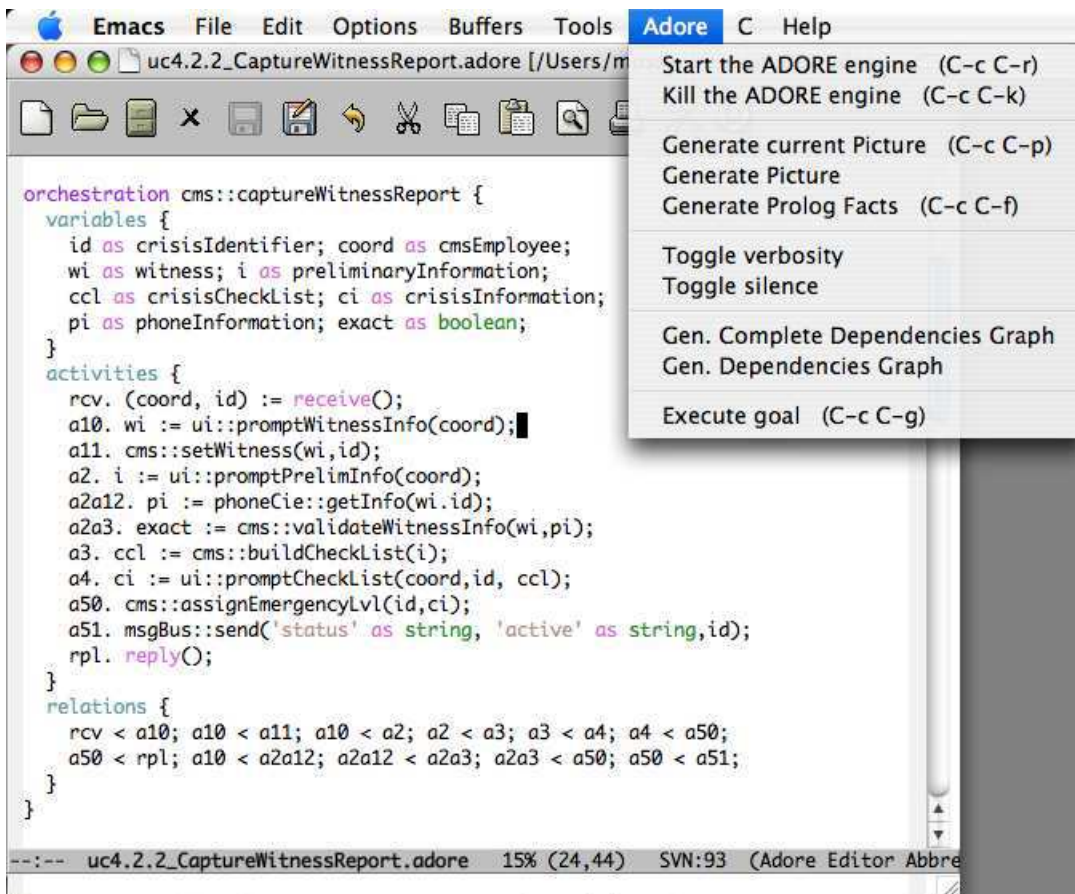 Emacs File Edit Options Buffers Tools Adore C Help
uc4.2.2_CaptureWitnessReport.adore [/Users/m
Start the ADORE engine (C-c C-r)
Kill the ADORE engine (C-c C-k)
Generate current Picture (C-c C-p)
Generate Picture
Generate Prolog Facts (C-c C-f)
Toggle verbosity
Toggle silence
Gen. Complete Dependencies Graph
Gen. Dependencies Graph
Execute goal (C-c C-g)
orchestration cms::captureWitnessReport {
variables {
id as crisisIdentifier; coord as cmsEmployee;
wi as witness; i as preliminaryInformation;
ccl as crisisCheckList; ci as crisisInformation;
pi as phoneInformation; exact as boolean;
}
activities {
rcv. (coord, id) := receive();
a10. wi := ui::promptWitnessInfo(coord);
a11. cms::setWitness(wi,id);
a2. i := ui::promptPrelimInfo(coord);
a2a12. pi := phoneCie::getInfo(wi.id);
a2a3. exact := cms::validateWitnessInfo(wi,pi);
a3. ccl := cms::buildCheckList(i);
a4. ci := ui::promptCheckList(coord,id, ccl);
a50. cms::assignEmergencyLvl(id,ci);
a51. msgBus::send('status' as string, 'active' as string,id);
rpl. reply();
}
relations {
rcv < a10; a10 < a11; a10 < a2; a2 < a3; a3 < a4; a4 < a50;
a50 < rpl; a10 < a2a12; a2a12 < a2a3; a2a3 < a50; a50 < a51;
}
}
--:-- uc4.2.2_CaptureWitnessReport.adore 15% (24,44) SVN:93 (Adore Editor Abbre